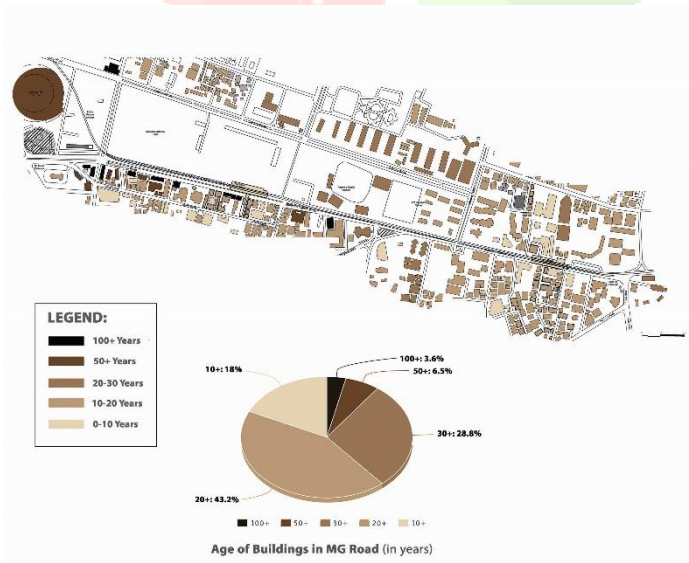 LEGEND:
100+ Years
50+ Years
20-30 Years
10-20 Years
0-10 Years
100+: 3.6%
50+: 6.5%
10+: 18%
30+: 28.8%
20+: 43.2%
100+ 50+ 30+ 20+ 10+
Age of Buildings in MG Road (in years)